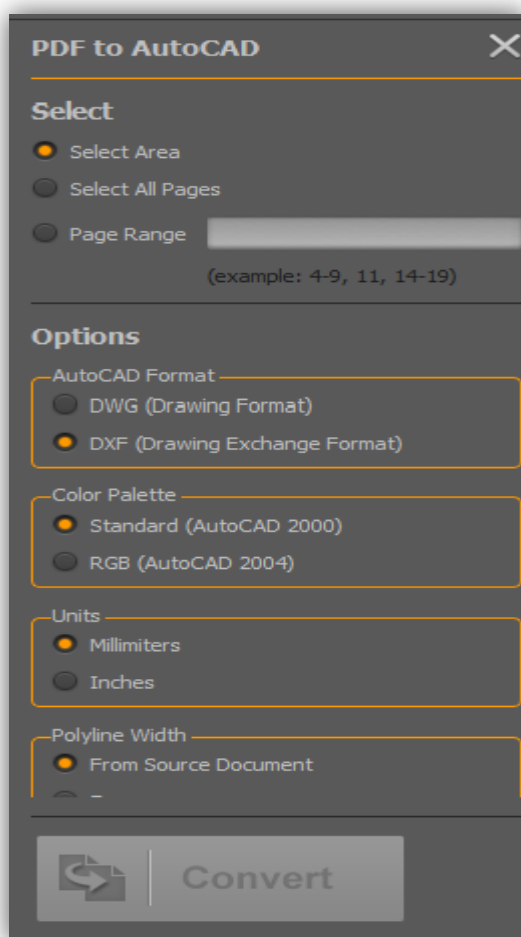 PDF to AutoCAD
Select
Select Area
Select All Pages
Page Range
(example: 4-9, 11, 14-19)
Options
AutoCAD Format
DWG (Drawing Format)
DXF (Drawing Exchange Format)
Color Palette
Standard (AutoCAD 2000)
RGB (AutoCAD 2004)
Units
Millimiters
Inches
Polyline Width
From Source Document
Convert